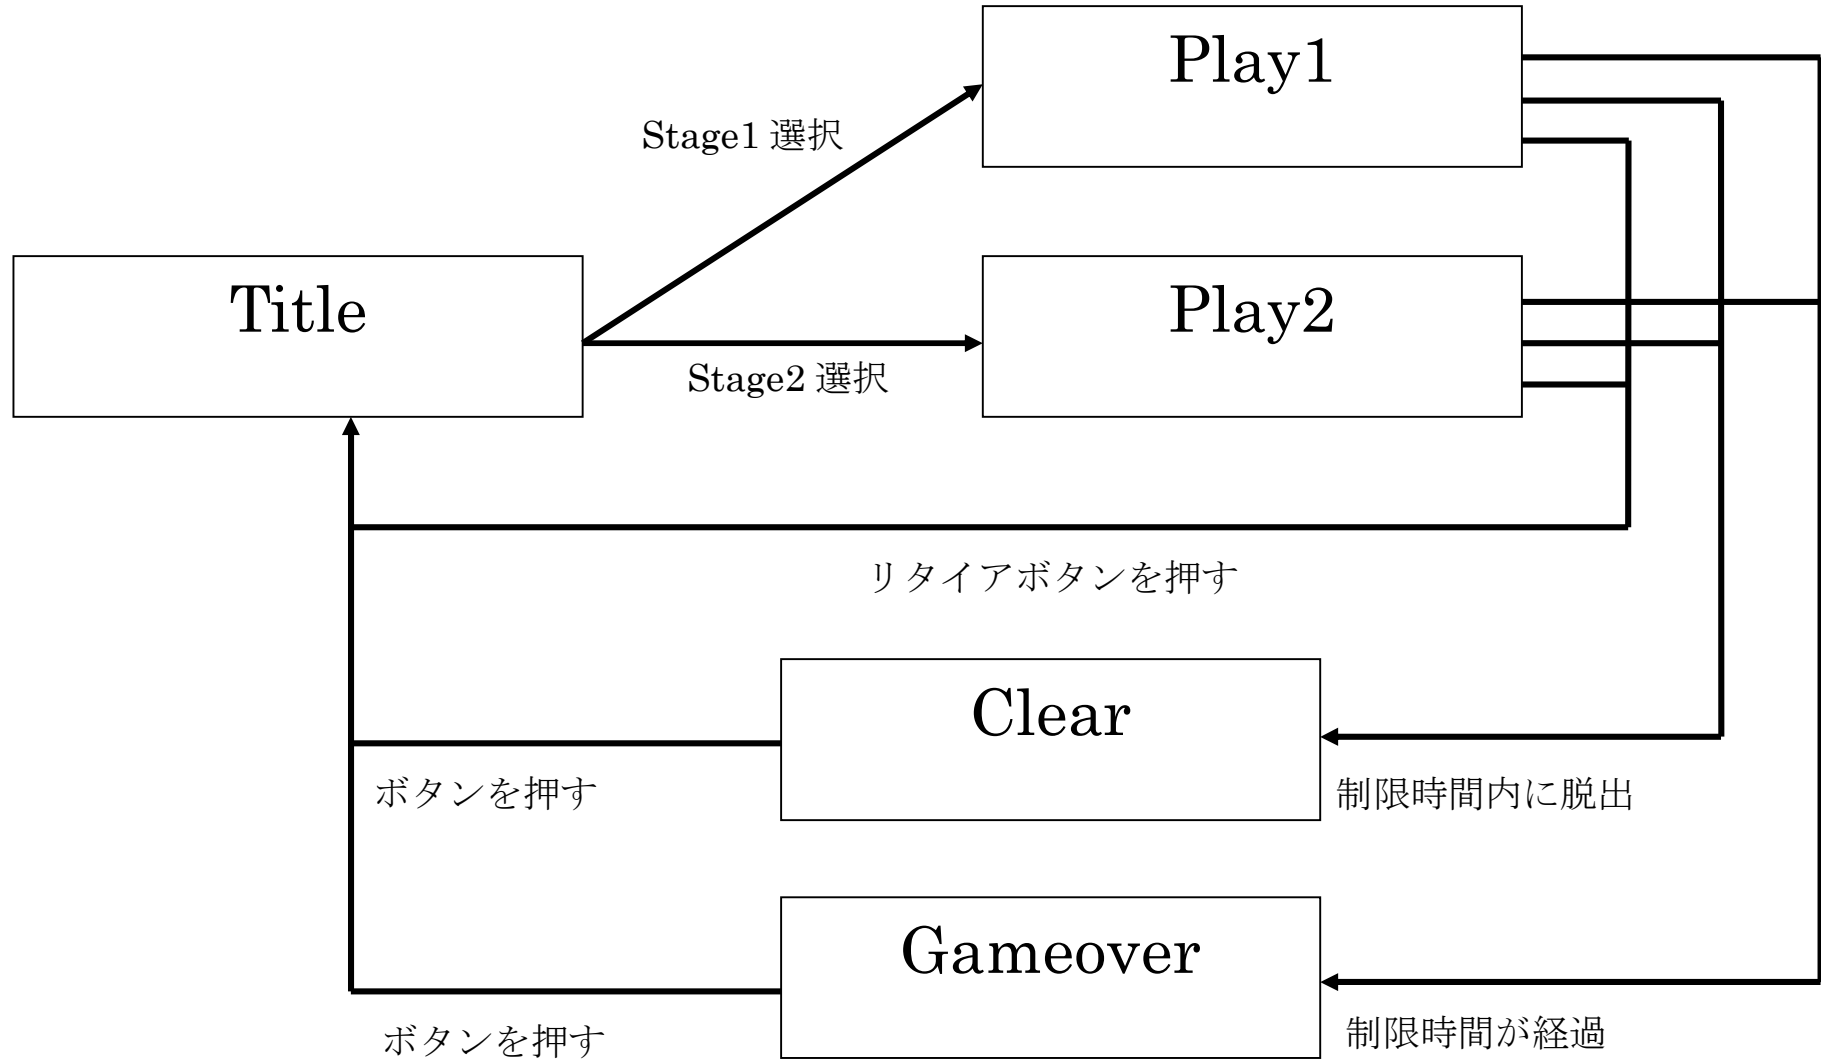 Play1
Stage1 選択
Title
Play2
Stage2 選択
リタイアボタンを押す
Clear
ボタンを押す
制限時間内に脱出
Gameover
ボタンを押す
制限時間が経過